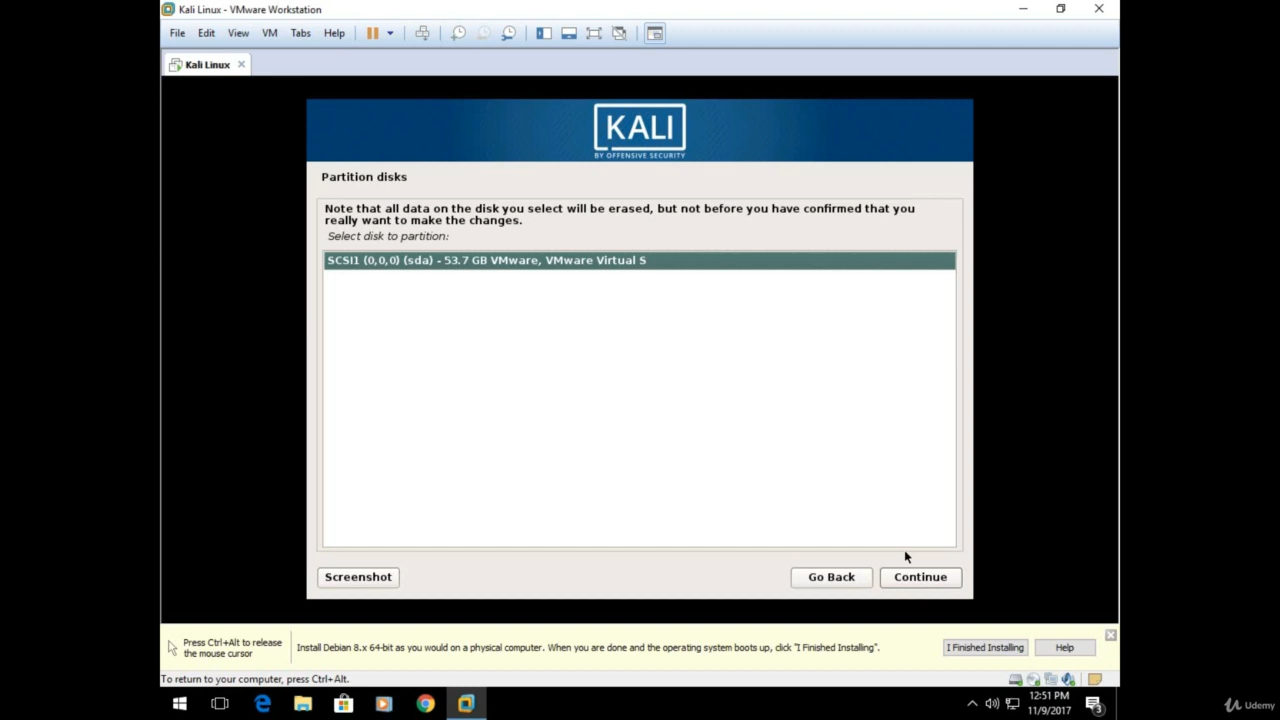 Kali Linux - VMware Workstation
File Edit View VM Tabs Help
Kali Linux
KALI
BY OFFENSIVE SECURITY
Partition disks
Note that all data on the disk you select will be erased, but not before you have confirmed that you
really want to make the changes.
Select disk to partition:
SCSI1 (0,0,0) (sda) - 53.7 GB VMware, VMware Virtual S
Screenshot
Go Back
Continue
Press Ctrl+Alt to release
the mouse cursor
Install Debian 8.x 64-bit as you would on a physical computer. When you are done and the operating system boots up, click "I Finished Installing".
I Finished Installing
Help
To return to your computer, press Ctrl+Alt.
12:51 PM
11/9/2017
3
Udemy